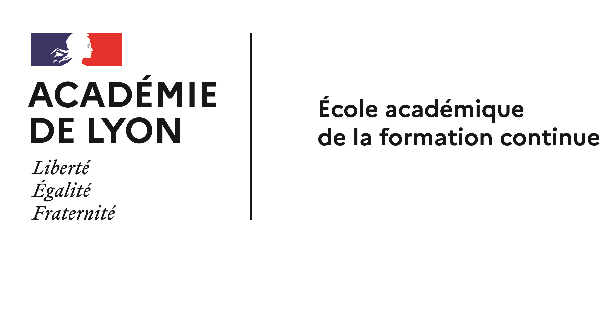 ACADÉMIE
DE LYON
Liberté
Égalité
Fraternité
École académique
de la formation continue